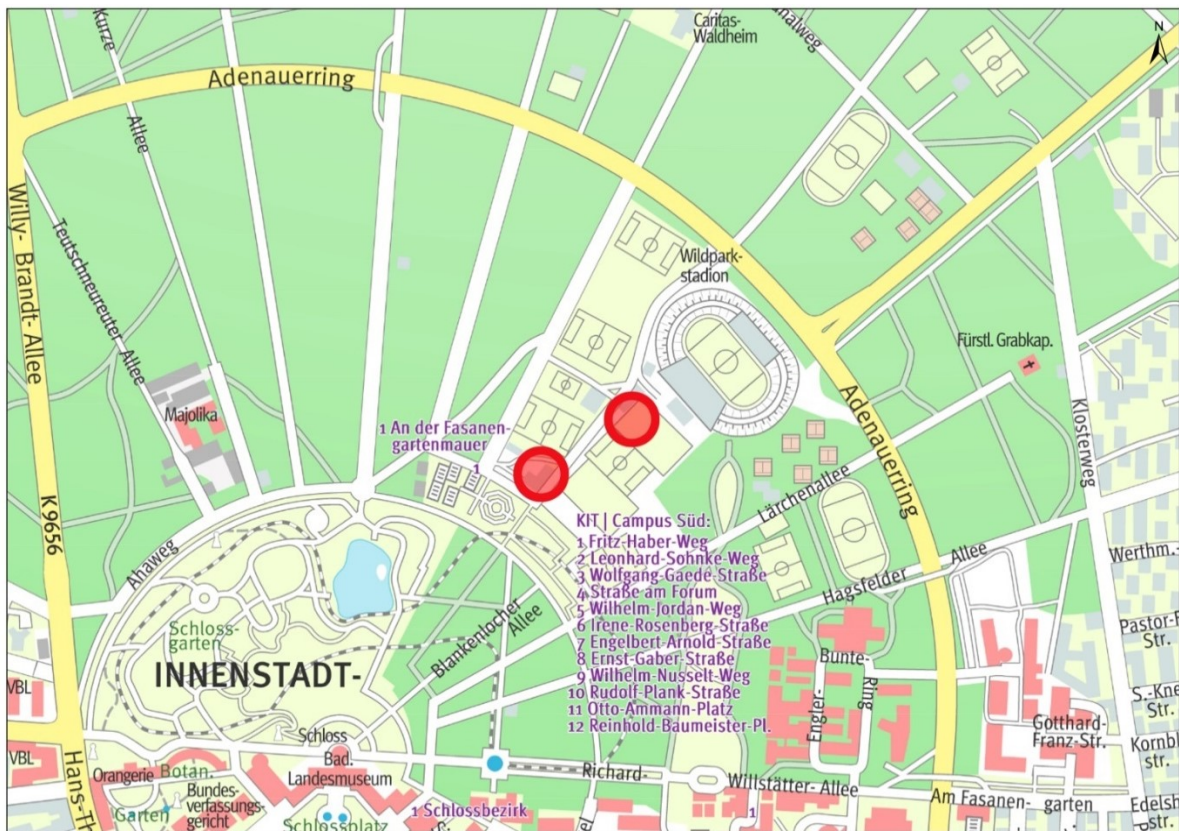 Kurze
Allee
Adenauerring
Caritas-
Waldheim
nalweg
N
Willy- Brandt- Allee
Teutschneureuter Allee
Wildpark-
stadion
Fürstl. Grabkap.
Majolika
1 An der Fasanen-
gartenmauer
1
Adenauerring
Klosterweg
K 9656
Lärchenallee
KIT | Campus Süd:
1 Fritz-Haber-Weg
2 Leonhard-Sohnke-Weg
3 Wolfgang-Gaede-Straße
4 Straße am Forum
5 Wilhelm-Jordan-Weg
6 Irene-Rosenberg-Straße
7 Engelbert-Arnold-Straße
8 Ernst-Gaber-Straße
9 Wilhelm-Nusselt-Weg
10 Rudolf-Plank-Straße
11 Otto-Ammann-Platz
12 Reinhold-Baumeister-Pl.
Ahaweg
Hagsfelder Allee
Werthm.-
Blankenlocher
Allee
Schloss-
garten
INNENSTADT-
Pastor-F
Str.
Bunte-
Engler-
Ring
VBL
S.-Kne
Str.
Gotthard-
Franz-Str.
Kornbl
str.
Schloss
Bad.
Landesmuseum
VBL
Hans-Th
Orangerie
Botan.
Garten
Bundes-
verfassungs-
gericht
Richard-
Willstätter-Allee
Am Fasanen- garten
Edelsh
str.
1 Schlossbezirk
1
Schlossplatz